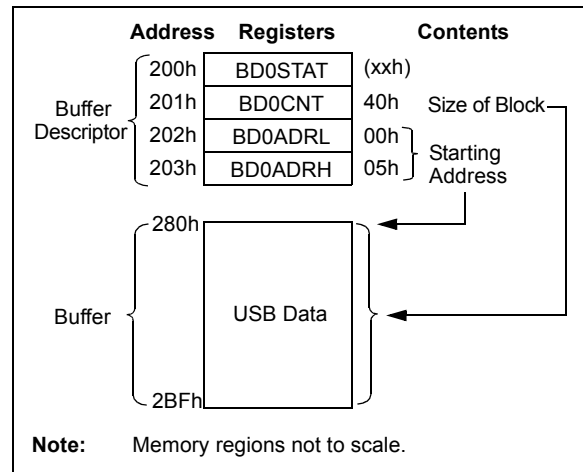 Address Registers Contents
200h BD0STAT (xxh)
201h BD0CNT 40h Size of Block
Buffer
Descriptor
202h BD0ADRL 00h
203h BD0ADRH 05h
Starting
Address
280h
Buffer USB Data
2BFh
Note: Memory regions not to scale.